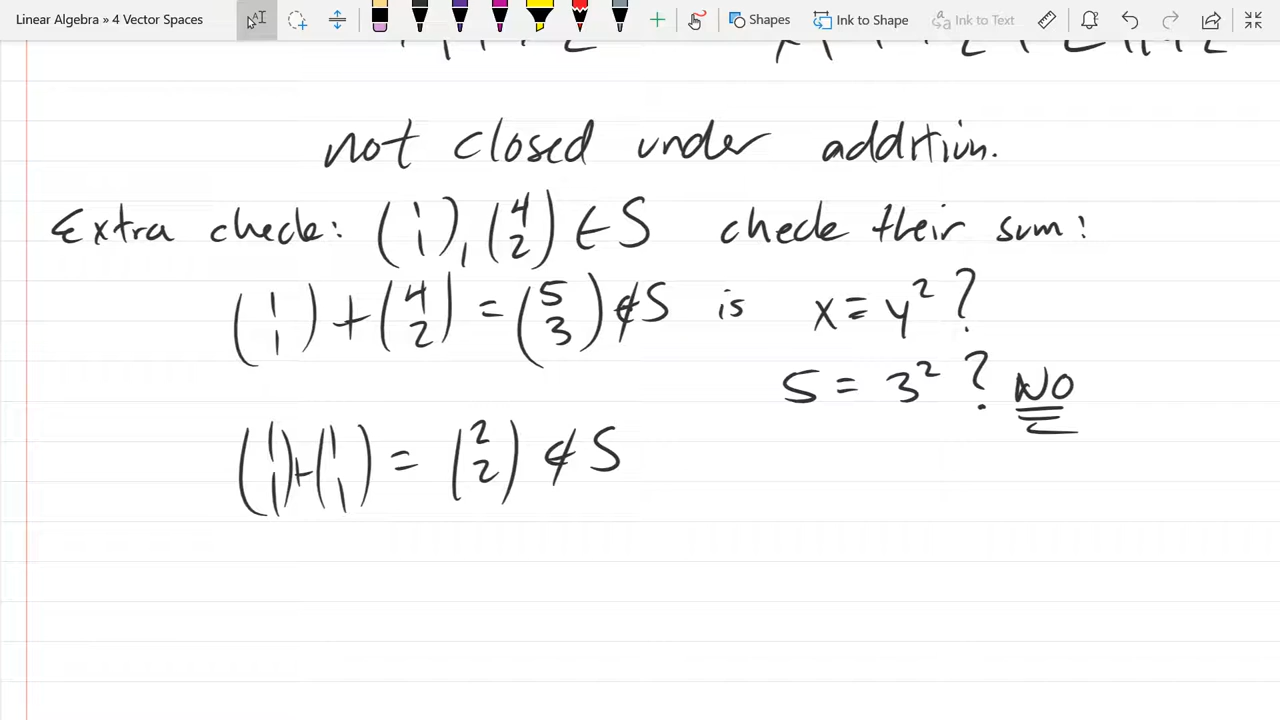 Linear Algebra » 4 Vector Spaces
Shapes Ink to Shape Ink to Text
not closed under addition.
Extra check: (1 1), (4 2) ∈ S check their sum:
(1 1) + (4 2) = (5 3) ∉ S is x = y² ?
5 = 3² ? NO
(1 1) + (1 1) = (2 2) ∉ S